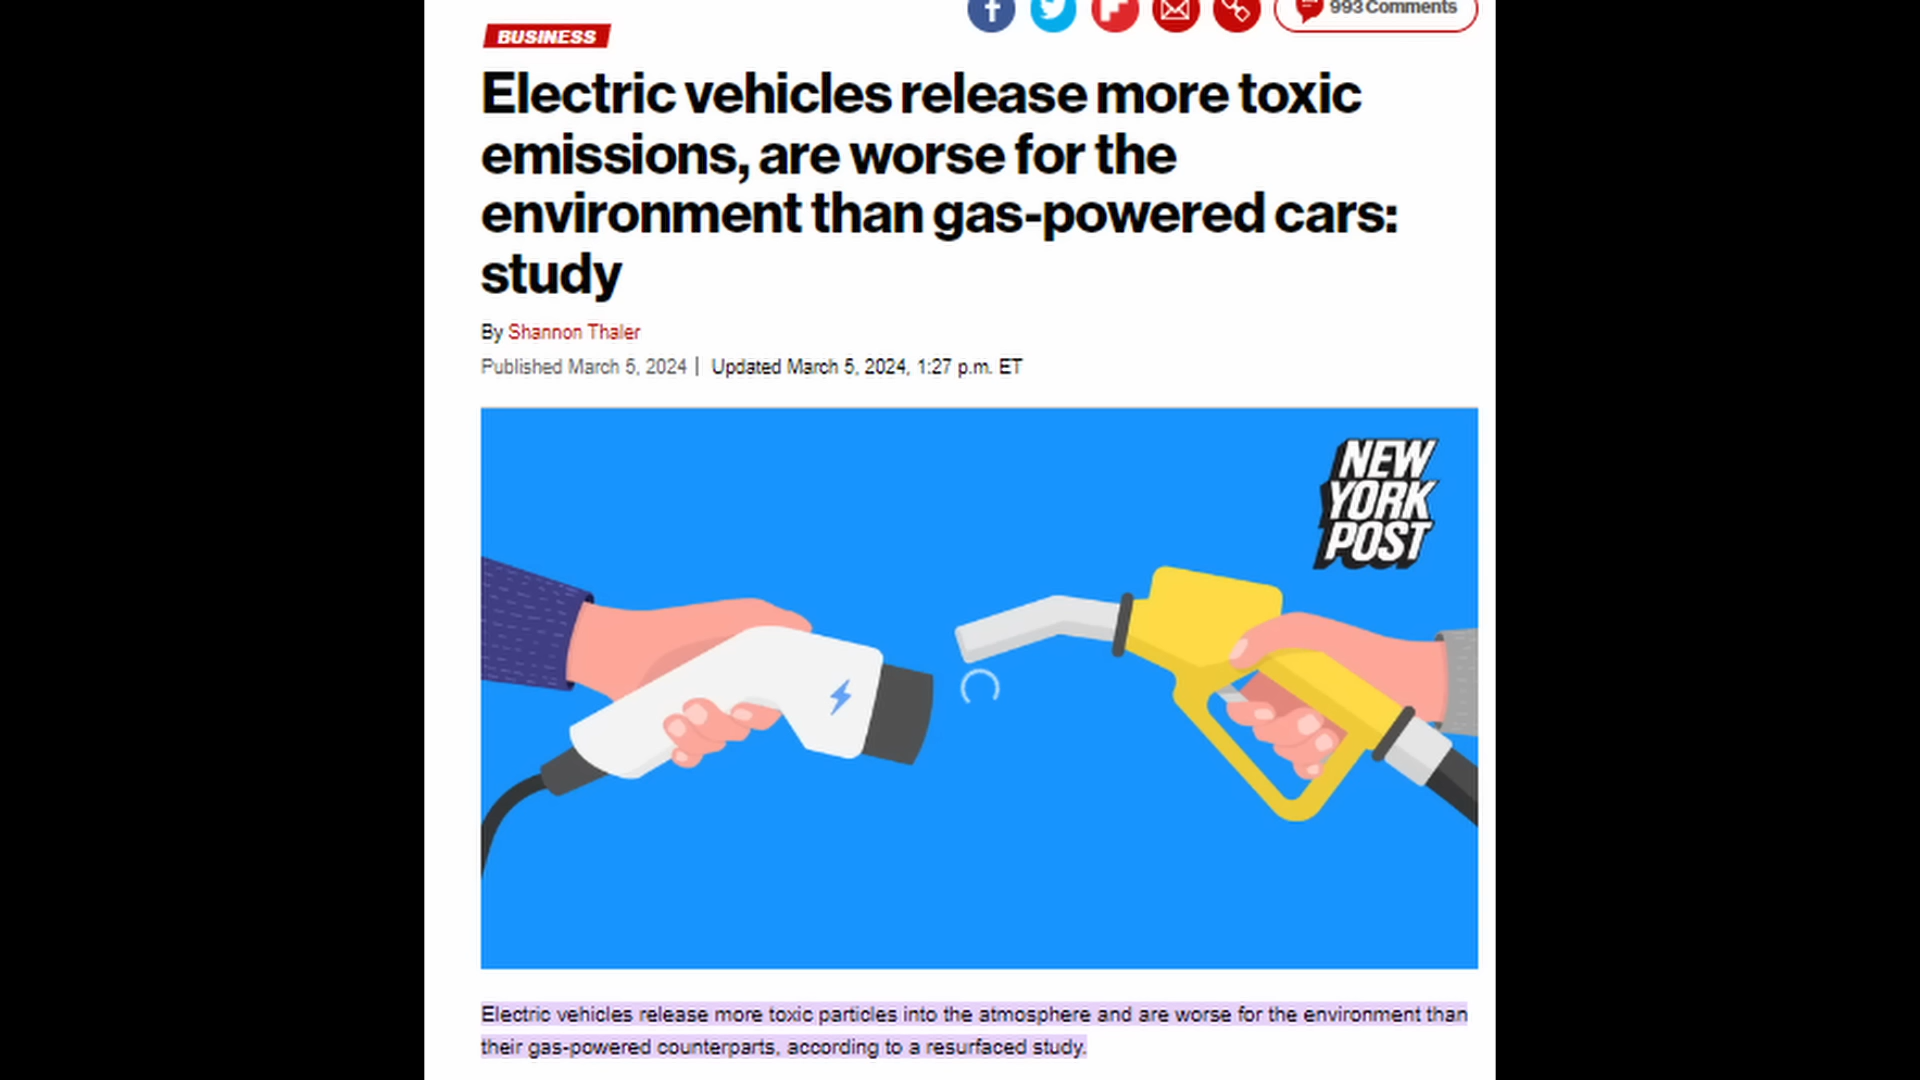 993 Comments
BUSINESS
Electric vehicles release more toxic
emissions, are worse for the
environment than gas-powered cars:
study
By Shannon Thaler
Published March 5, 2024 | Updated March 5, 2024, 1:27 p.m. ET
NEW
YORK
POST
Electric vehicles release more toxic particles into the atmosphere and are worse for the environment than
their gas-powered counterparts, according to a resurfaced study.